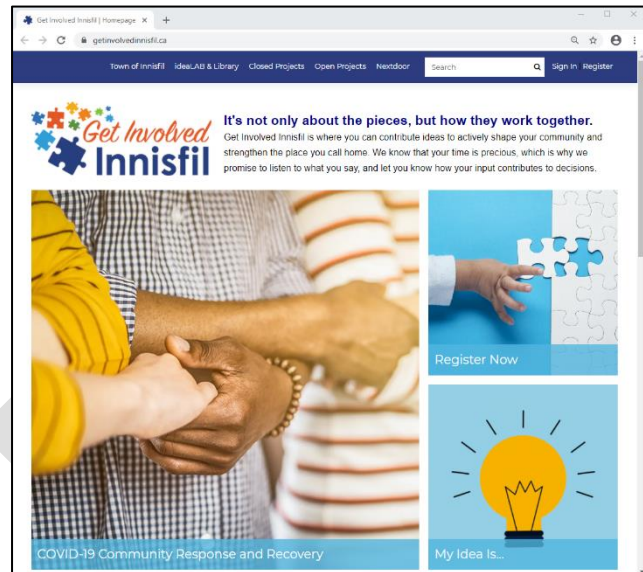 Get Involved Innisfil | Homepage
getinvolvedinnisfil.ca
Town of Innisfil ideaLAB & Library Closed Projects Open Projects Nextdoor Search Sign In Register
Get Involved
Innisfil
It's not only about the pieces, but how they work together.
Get Involved Innisfil is where you can contribute ideas to actively shape your community and
strengthen the place you call home. We know that your time is precious, which is why we
promise to listen to what you say, and let you know how your input contributes to decisions.
Register Now
COVID-19 Community Response and Recovery
My Idea Is...